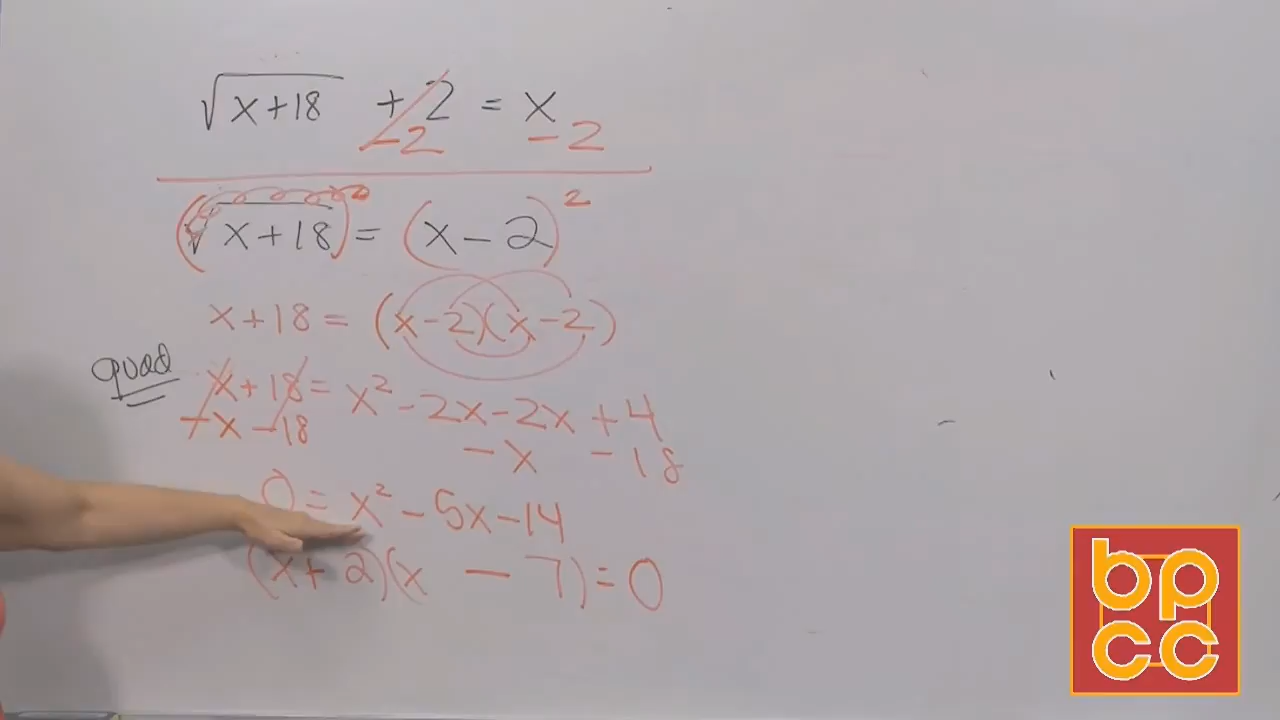 √x+18 + 2 = x
-2 -2
(√x+18)² = (x - 2)²
x + 18 = (x-2)(x-2)
quad
x + 18 = x² - 2x - 2x + 4
-x -18 -x -18
0 = x² - 5x - 14
(x + 2)(x - 7) = 0
bp
cc